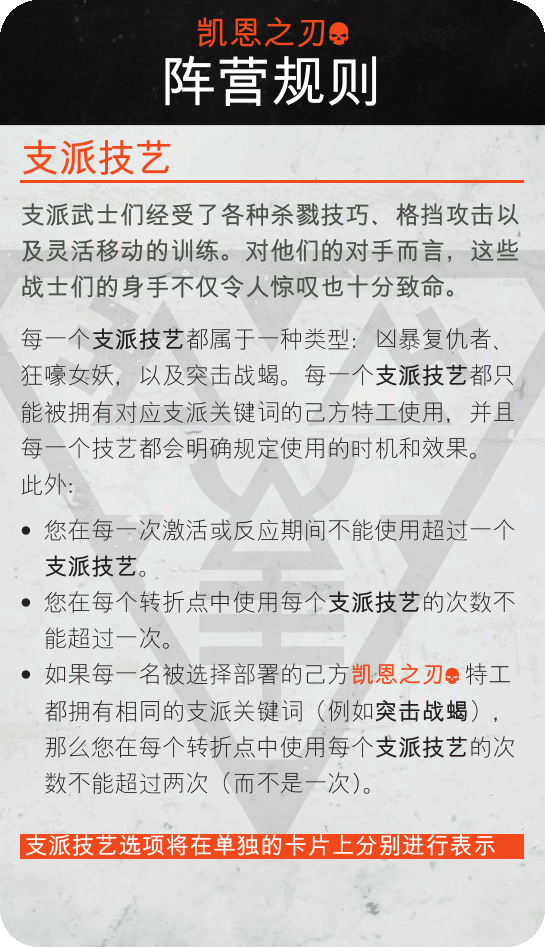 凯恩之刃
阵营规则
支派技艺
支派武士们经受了各种杀戮技巧、格挡攻击以
及灵活移动的训练。对他们的对手而言，这些
战士们的身手不仅令人惊叹也十分致命。
每一个支派技艺都属于一种类型：凶暴复仇者、
狂嚎女妖，以及突击战蝎。每一个支派技艺都只
能被拥有对应支派关键词的己方特工使用，并且
每一个技艺都会明确规定使用的时机和效果。
此外：
• 您在每一次激活或反应期间不能使用超过一个
支派技艺。
• 您在每个转折点中使用每个支派技艺的次数不
能超过一次。
• 如果每一名被选择部署的己方凯恩之刃特工
都拥有相同的支派关键词（例如突击战蝎），
那么您在每个转折点中使用每个支派技艺的次
数不能超过两次（而不是一次）。
支派技艺选项将在单独的卡片上分别进行表示